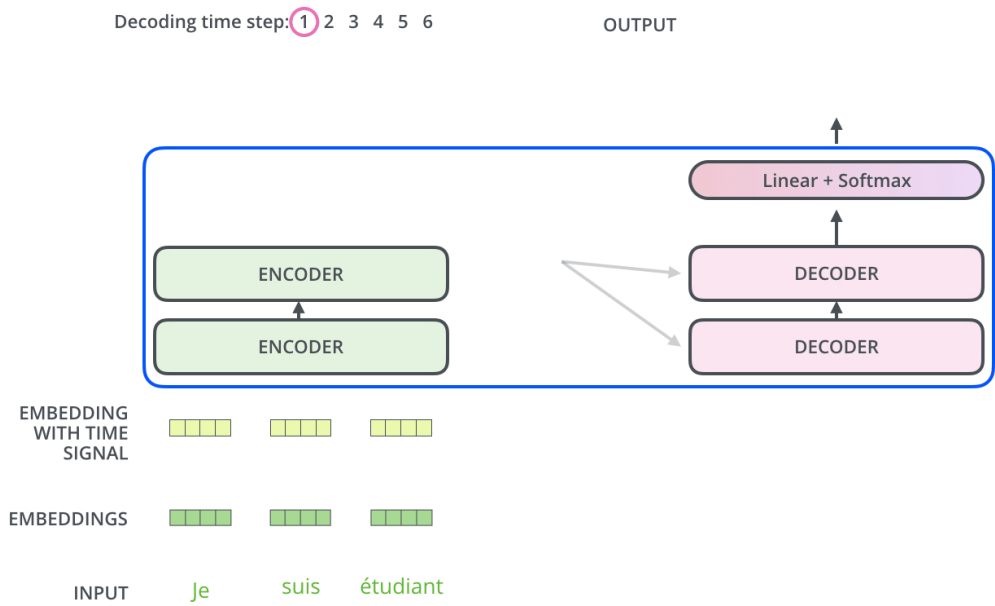 Decoding time step: 1 2 3 4 5 6
OUTPUT
Linear + Softmax
ENCODER
DECODER
ENCODER
DECODER
EMBEDDING
WITH TIME
SIGNAL
EMBEDDINGS
INPUT
Je suis étudiant